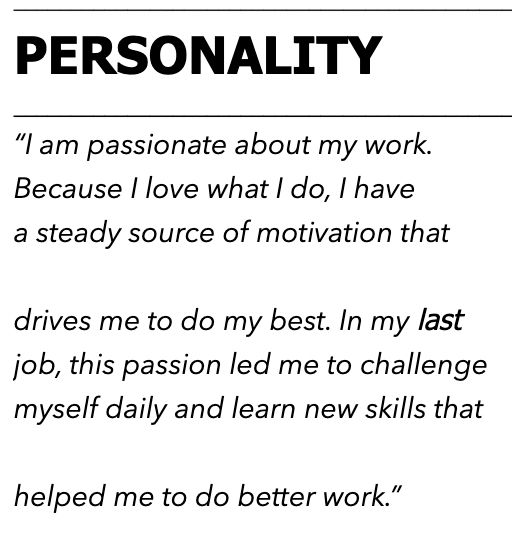 PERSONALITY
“I am passionate about my work.
Because I love what I do, I have
a steady source of motivation that
drives me to do my best. In my last
job, this passion led me to challenge
myself daily and learn new skills that
helped me to do better work.”